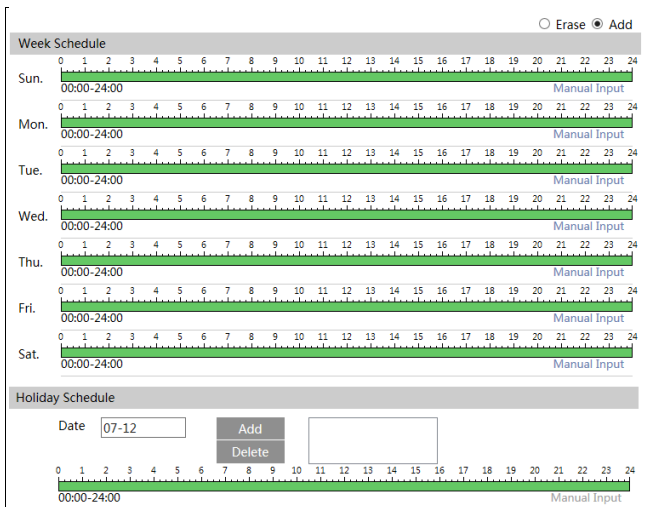 Erase Add
Week Schedule
0 1 2 3 4 5 6 7 8 9 10 11 12 13 14 15 16 17 18 19 20 21 22 23 24
Sun.
00:00-24:00 Manual Input
0 1 2 3 4 5 6 7 8 9 10 11 12 13 14 15 16 17 18 19 20 21 22 23 24
Mon.
00:00-24:00 Manual Input
0 1 2 3 4 5 6 7 8 9 10 11 12 13 14 15 16 17 18 19 20 21 22 23 24
Tue.
00:00-24:00 Manual Input
0 1 2 3 4 5 6 7 8 9 10 11 12 13 14 15 16 17 18 19 20 21 22 23 24
Wed.
00:00-24:00 Manual Input
0 1 2 3 4 5 6 7 8 9 10 11 12 13 14 15 16 17 18 19 20 21 22 23 24
Thu.
00:00-24:00 Manual Input
0 1 2 3 4 5 6 7 8 9 10 11 12 13 14 15 16 17 18 19 20 21 22 23 24
Fri.
00:00-24:00 Manual Input
0 1 2 3 4 5 6 7 8 9 10 11 12 13 14 15 16 17 18 19 20 21 22 23 24
Sat.
00:00-24:00 Manual Input
Holiday Schedule
Date 07-12 Add
Delete
0 1 2 3 4 5 6 7 8 9 10 11 12 13 14 15 16 17 18 19 20 21 22 23 24
00:00-24:00 Manual Input